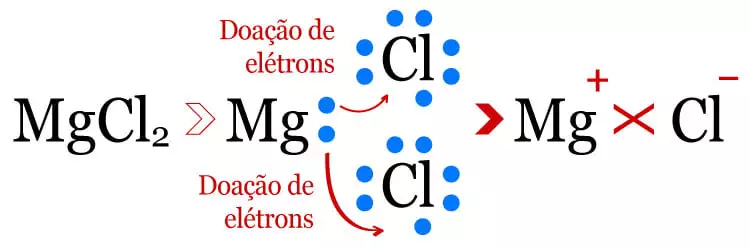 Doação de
elétrons
Cl
MgCl₂ > Mg > Mg⁺ × Cl⁻
Doação de
elétrons
Cl